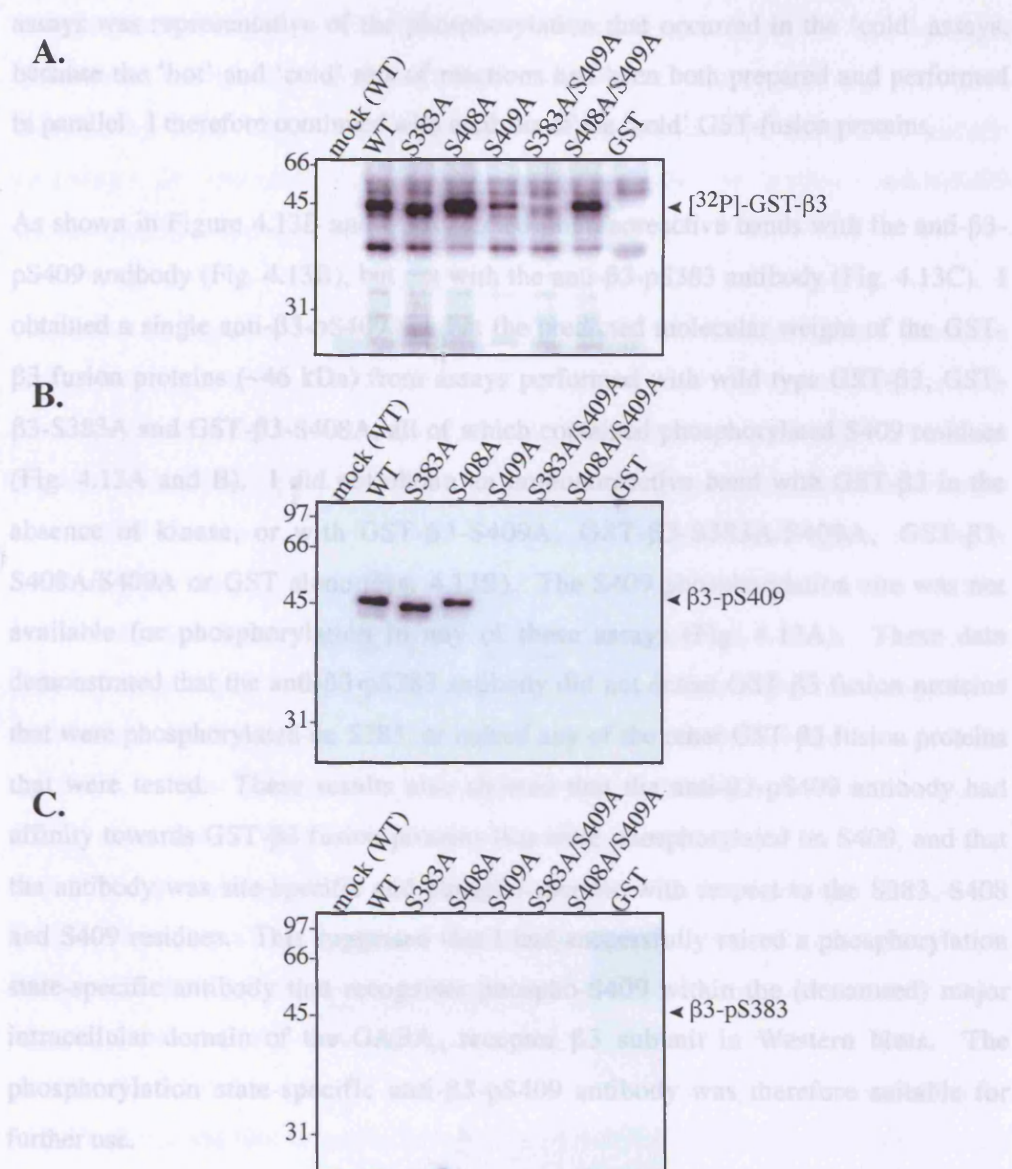 assays was representative of the phosphorylation that occurred in the 'cold' assays,
A.
because the 'hot' and 'cold' of reactions both prepared and performed
in parallel. I therefore GST-fusion proteins.
mock (WT) WT S383A S408A S409A S383A/S409A S408A/S409A GST
66
45
[³²P]-GST-β3
31
As shown in Figure 4.13B bands with the anti-β3-
pS409 antibody (Fig. 4.13B), but not with the anti-β3-pS383 antibody (Fig. 4.13C). I
obtained a single anti-β3-pS409 the predicted molecular weight of the GST-
β3 fusion proteins (~46 kDa) from assays performed with wild type GST-β3, GST-
B.
β3-S383A and GST-β3-S408A, all of which contained phosphorylated S409 residues
(Fig. 4.13A and B). I did band with GST-β3 in the
mock (WT) WT S383A S408A S409A S383A/S409A S408A/S409A GST
97
66
45
β3-pS409
31
absence of kinase, or with GST-β3-S409A, GST-β3-S383A/S409A, GST-β3-
S408A/S409A or GST 4.13B). The S409 phosphorylation site was not
available for phosphorylation in any of these assays (Fig. 4.13A). These data
demonstrated that the anti-β3-pS383 antibody did not detect GST-β3 fusion proteins
that were phosphorylated on S383, or indeed any of the other GST-β3 fusion proteins
that were tested. These results also showed that the anti-β3-pS409 antibody had
C.
affinity towards GST-β3 fusion proteins that were phosphorylated on S409, and that
the antibody was site-specific with respect to the S383, S408
mock (WT) WT S383A S408A S409A S383A/S409A S408A/S409A GST
97
66
45
β3-pS383
31
and S409 residues. This suggested that I had successfully raised a phosphorylation
state-specific antibody that recognises phospho-S409 within the (denatured) major
intracellular domain of the GABA receptor β3 subunit in Western blots. The
phosphorylation state-specific anti-β3-pS409 antibody was therefore suitable for
further use.